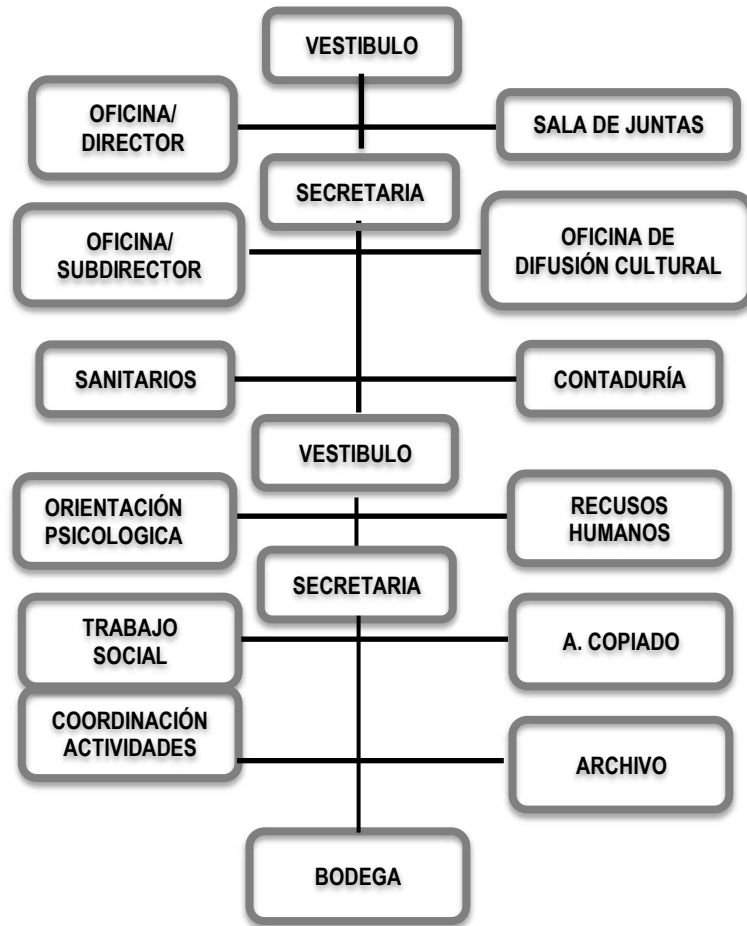 VESTIBULO
OFICINA/
DIRECTOR
SALA DE JUNTAS
SECRETARIA
OFICINA/
SUBDIRECTOR
OFICINA DE
DIFUSIÓN CULTURAL
SANITARIOS
CONTADURÍA
VESTIBULO
ORIENTACIÓN
PSICOLOGICA
RECUSOS
HUMANOS
SECRETARIA
TRABAJO
SOCIAL
A. COPIADO
COORDINACIÓN
ACTIVIDADES
ARCHIVO
BODEGA